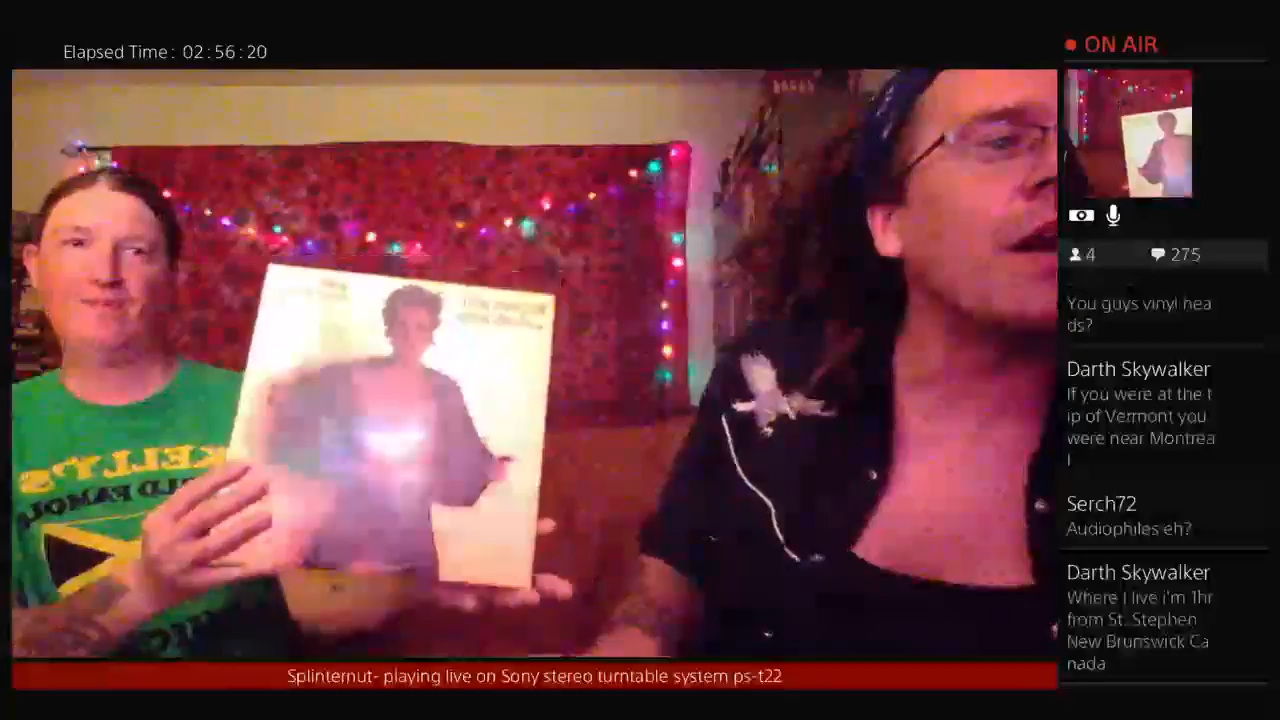 Elapsed Time: 02:56:20
ON AIR
4
275
You guys vinyl hea
ds?
Darth Skywalker
If you were at the t
ip of Vermont you
were near Montrea
l
Serch72
Audiophiles eh?
Darth Skywalker
Where I live i'm 1hr
from St. Stephen
New Brunswick Ca
nada
KELLY'S
Splinternut- playing live on Sony stereo turntable system ps-t22